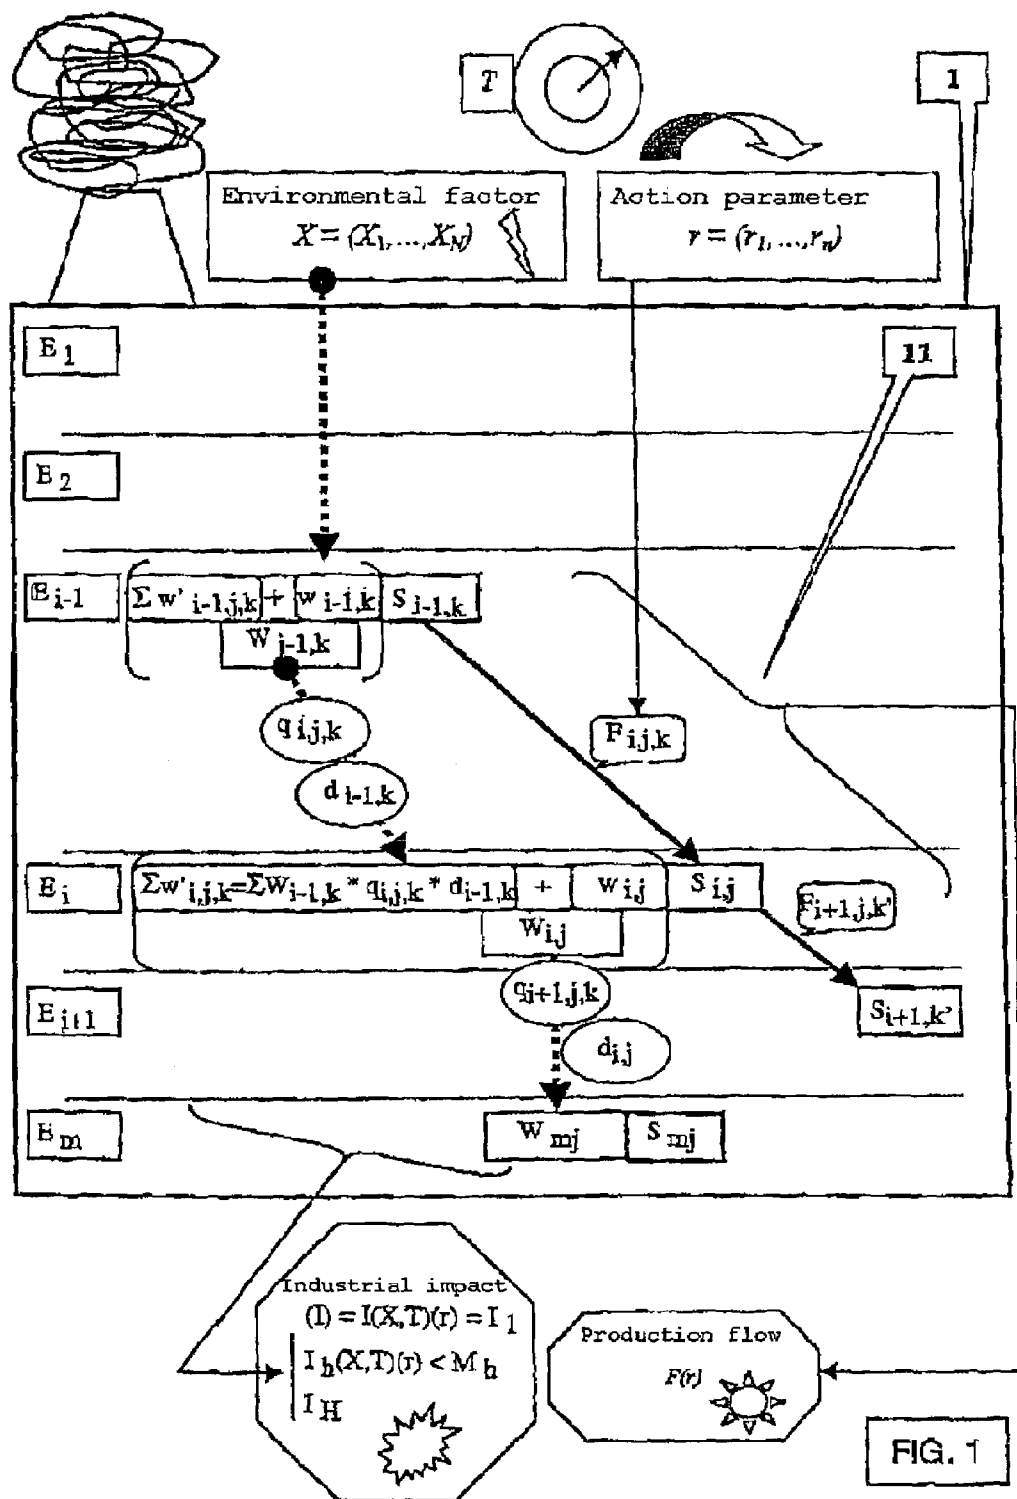 T
1
Environmental factor
X = (X1, ..., XN)
Action parameter
r = (r1, ..., rn)
E1
11
E2
Ei-1
Σw'i-1,j,k + wi-1,k
Si-1,k
Wi-1,k
qi,j,k
Fi,j,k
di-1,k
Ei
Σw'i,j,k=ΣWi-1,k * qi,j,k * di-1,k + wi,j
Si,j
Fi+1,j,k'
Wi,j
Ei+1
qi+1,j,k
Si+1,k'
di,j
Em
Wmj
Smj
Industrial impact
(I) = I(X,T)(r) = I1
Ih(X,T)(r) < Mh
IH
Production flow
F(r)
FIG. 1